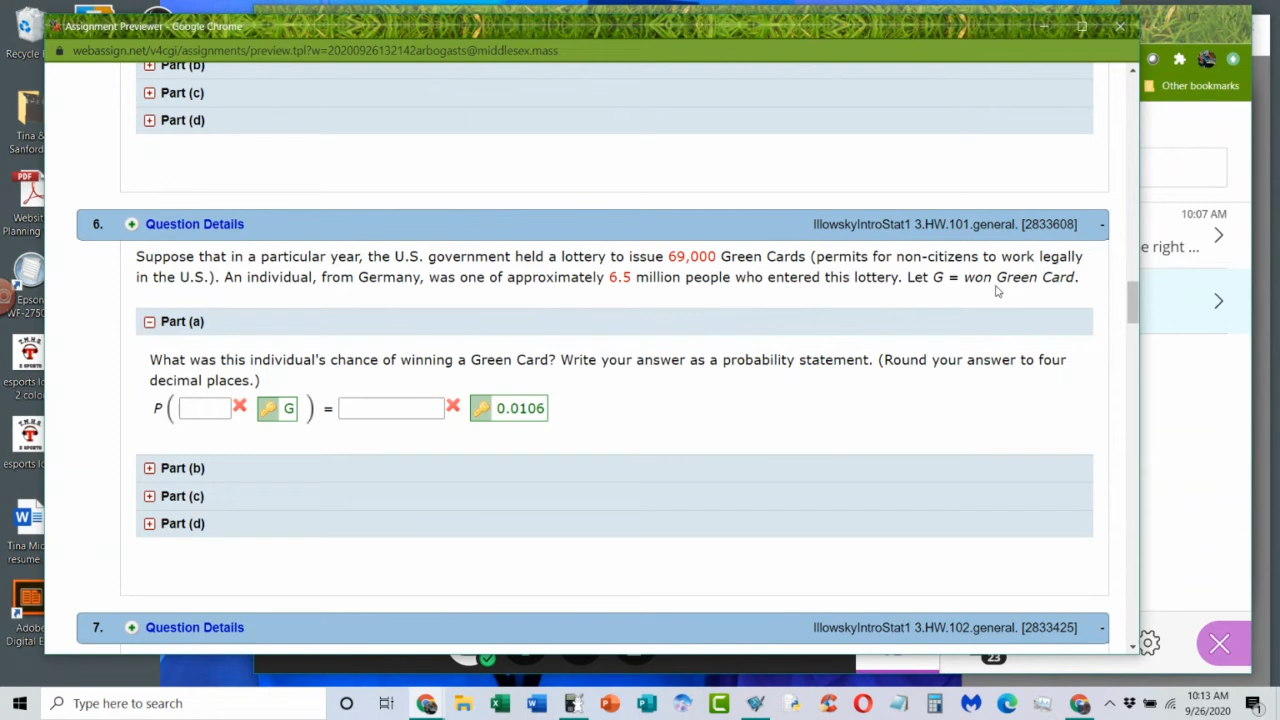 Assignment Previewer - Google Chrome
webassign.net/v4cgi/assignments/preview.tpl?w=20200926132142arbogasts@middlesex.mass
Recycle
Other bookmarks
Part (b)
Part (c)
Part (d)
Tina &
Sanford
PDF
Websit
Planning
10:07 AM
e right ...
6. Question Details IllowskyIntroStat1 3.HW.101.general. [2833608] -
Suppose that in a particular year, the U.S. government held a lottery to issue 69,000 Green Cards (permits for non-citizens to work legally
in the U.S.). An individual, from Germany, was one of approximately 6.5 million people who entered this lottery. Let G = won Green Card.
Epson
WF-2750
Part (a)
What was this individual's chance of winning a Green Card? Write your answer as a probability statement. (Round your answer to four
decimal places.)
P ( G ) = 0.0106
esports lo
2.color
Part (b)
Part (c)
Part (d)
esports lo
Tina Mic
resume
7. Question Details IllowskyIntroStat1 3.HW.102.general. [2833425] -
Adobe
Digital E
23
Type here to search
10:13 AM
9/26/2020